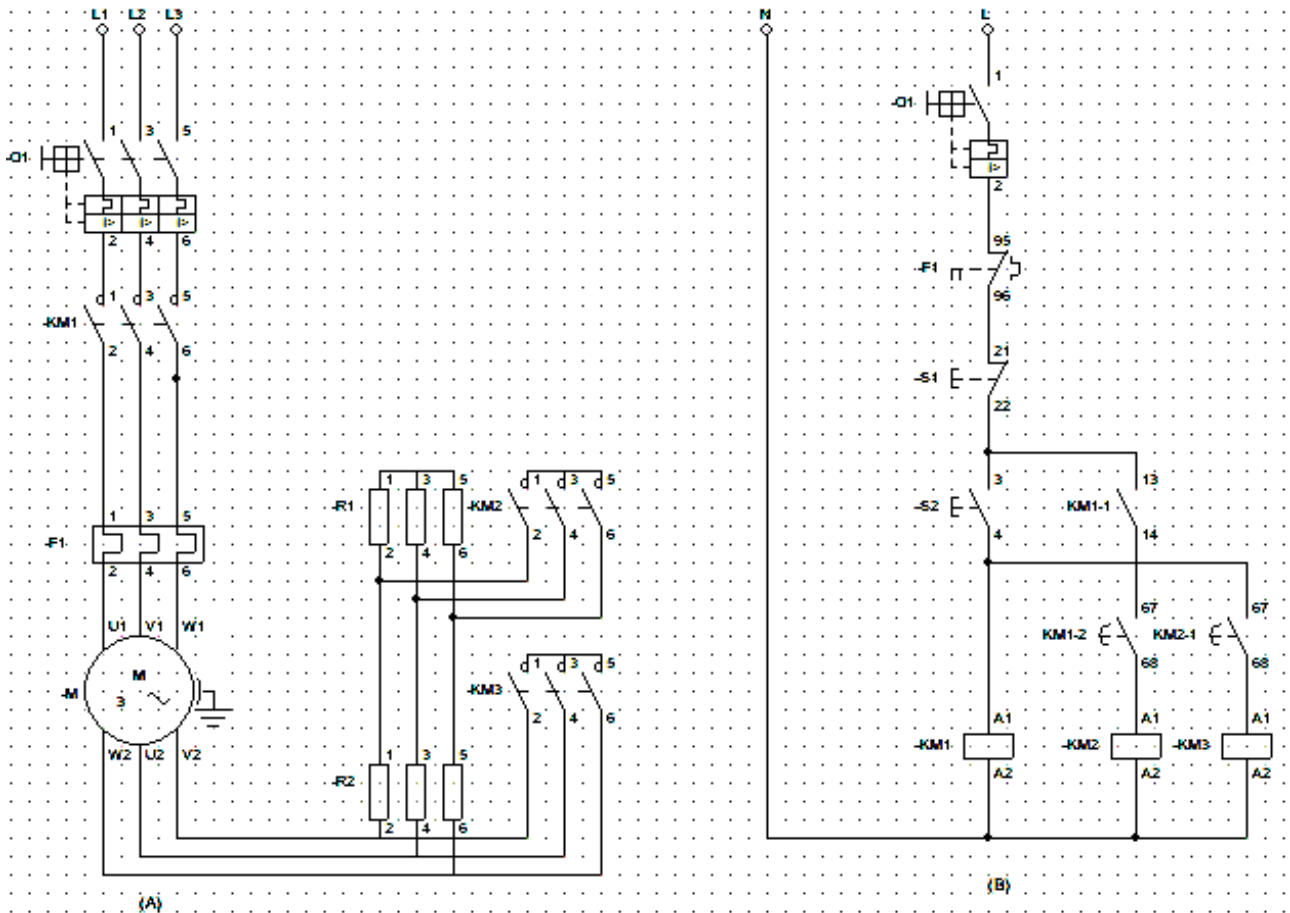 L1 L2 L3
1 3 5
-Q1
I> I> I>
2 4 6
1 3 5
-KM1
2 4 6
1 3 5
-F1
2 4 6
U1 V1 W1
M
-M
3
W2 U2 V2
1 3 5
-R1
2 4 6
1 3 5
-KM2
2 4 6
1 3 5
-KM3
2 4 6
1 3 5
-R2
2 4 6
(A)
N L
1
-Q1
I>
2
95
-F1
96
21
-S1
22
3 13
-S2 KM1-1
4 14
67 67
KM1-2 KM2-1
68 68
A1 A1 A1
-KM1 -KM2 -KM3
A2 A2 A2
(B)